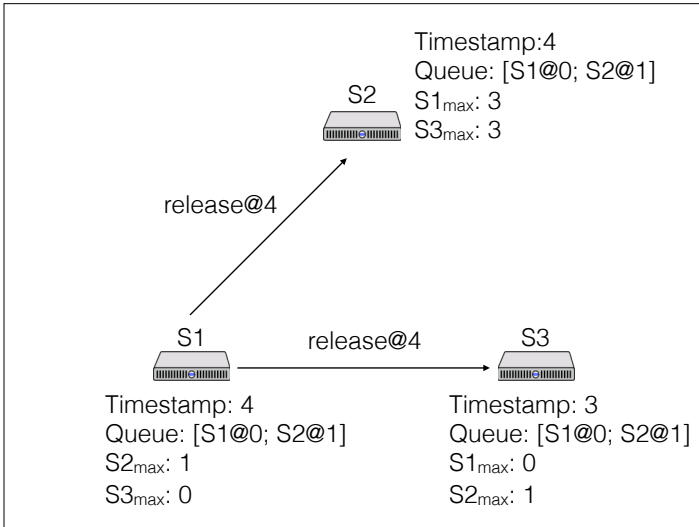 Timestamp:4
Queue: [S1@0; S2@1]
S1max: 3
S3max: 3
S2
release@4
S1
release@4
S3
Timestamp: 4
Queue: [S1@0; S2@1]
S2max: 1
S3max: 0
Timestamp: 3
Queue: [S1@0; S2@1]
S1max: 0
S2max: 1